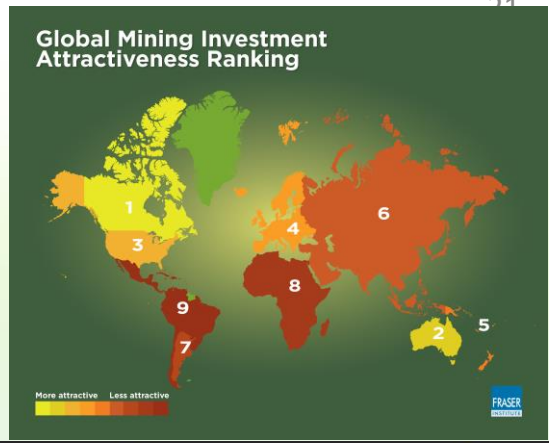 Global Mining Investment
Attractiveness Ranking
1
3
4
6
8
9
7
2
5
More attractive Less attractive
FRASER
INSTITUTE